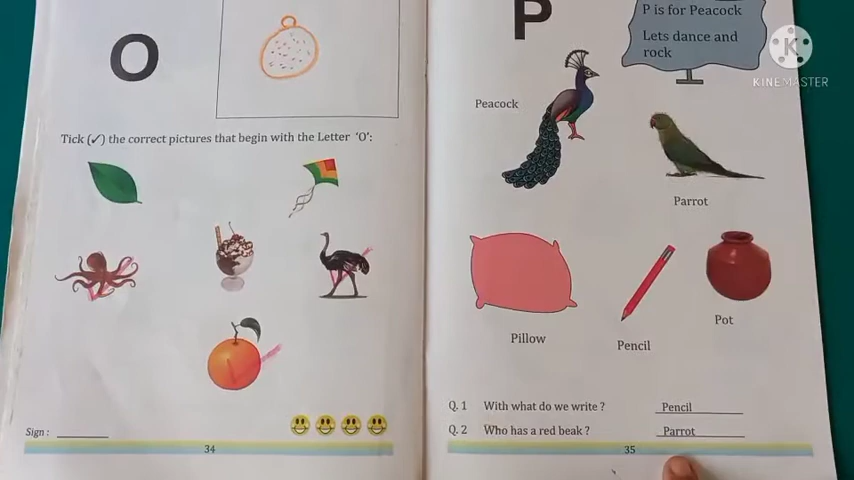 O
Tick (✓) the correct pictures that begin with the Letter ‘O’:
Sign : ________
34
P
P is for Peacock
Lets dance and
rock
Peacock
Parrot
Pillow
Pencil
Pot
Q. 1 With what do we write ? Pencil
Q. 2 Who has a red beak ? Parrot
35
K
KINEMASTER